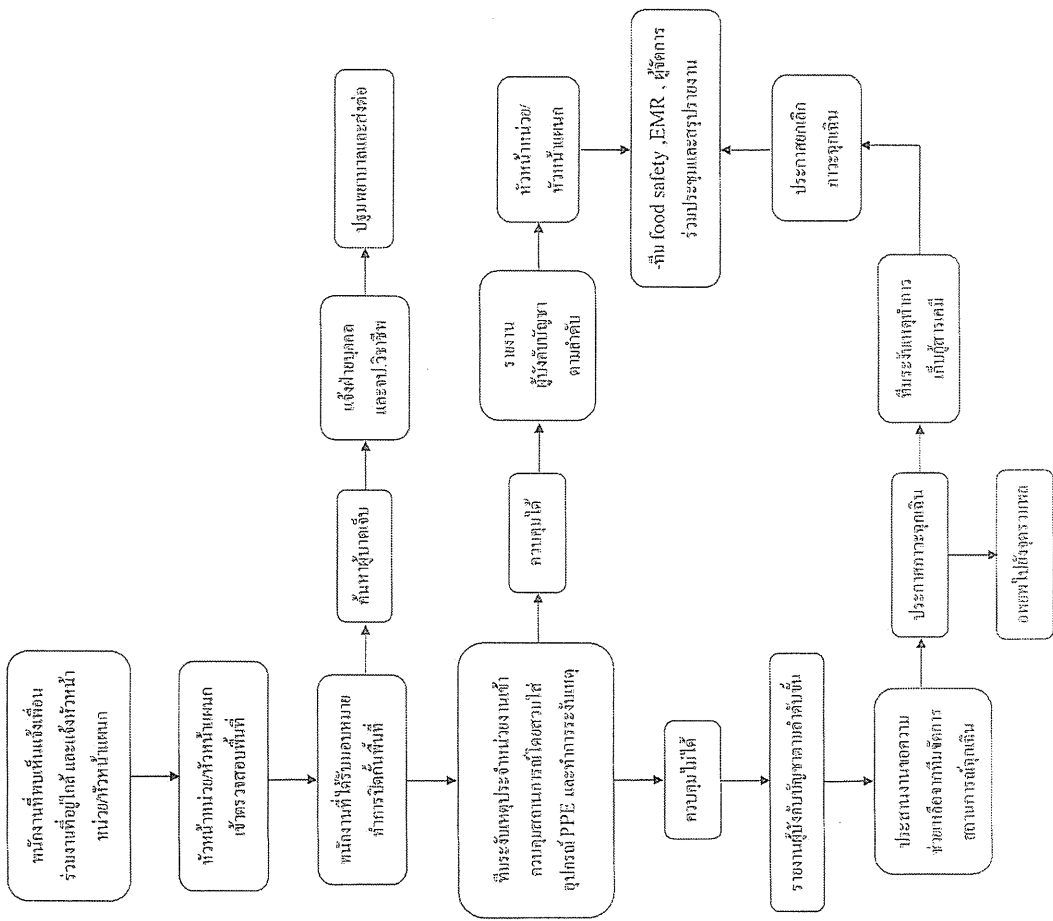 พนักงานที่พบเห็นแจ้งเพื่อน
ร่วมงานที่อยู่ใกล้ และแจ้งหัวหน้า
หน่วย/หัวหน้าแผนก
หัวหน้าหน่วย/หัวหน้าแผนก
เข้าตรวจสอบพื้นที่
พนักงานที่ได้รับมอบหมาย
ทำการปิดกั้นพื้นที่
ค้นหาผู้บาดเจ็บ
แจ้งฝ่ายบุคคล
และจป.วิชาชีพ
ปฐมพยาบาลและส่งต่อ
ทีมระงับเหตุประจำหน่วยงานเข้า
ควบคุมสถานการณ์โดยสวมใส่
อุปกรณ์ PPE และทำการระงับเหตุ
ควบคุมได้
รายงาน
ผู้บังคับบัญชา
ตามลำดับ
หัวหน้าหน่วย/
หัวหน้าแผนก
-ทีม food safety ,EMR , ผู้จัดการ
ร่วมประชุมและสรุปรายงาน
ควบคุมไม่ได้
รายงานผู้บังคับบัญชาตามลำดับขั้น
ประสานงานขอความ
ช่วยเหลือจากทีมจัดการ
สถานการณ์ฉุกเฉิน
ประกาศภาวะฉุกเฉิน
อพยพไปยังจุดรวมพล
ทีมระงับเหตุทำการ
เก็บกู้สารเคมี
ประกาศยกเลิก
ภาวะฉุกเฉิน